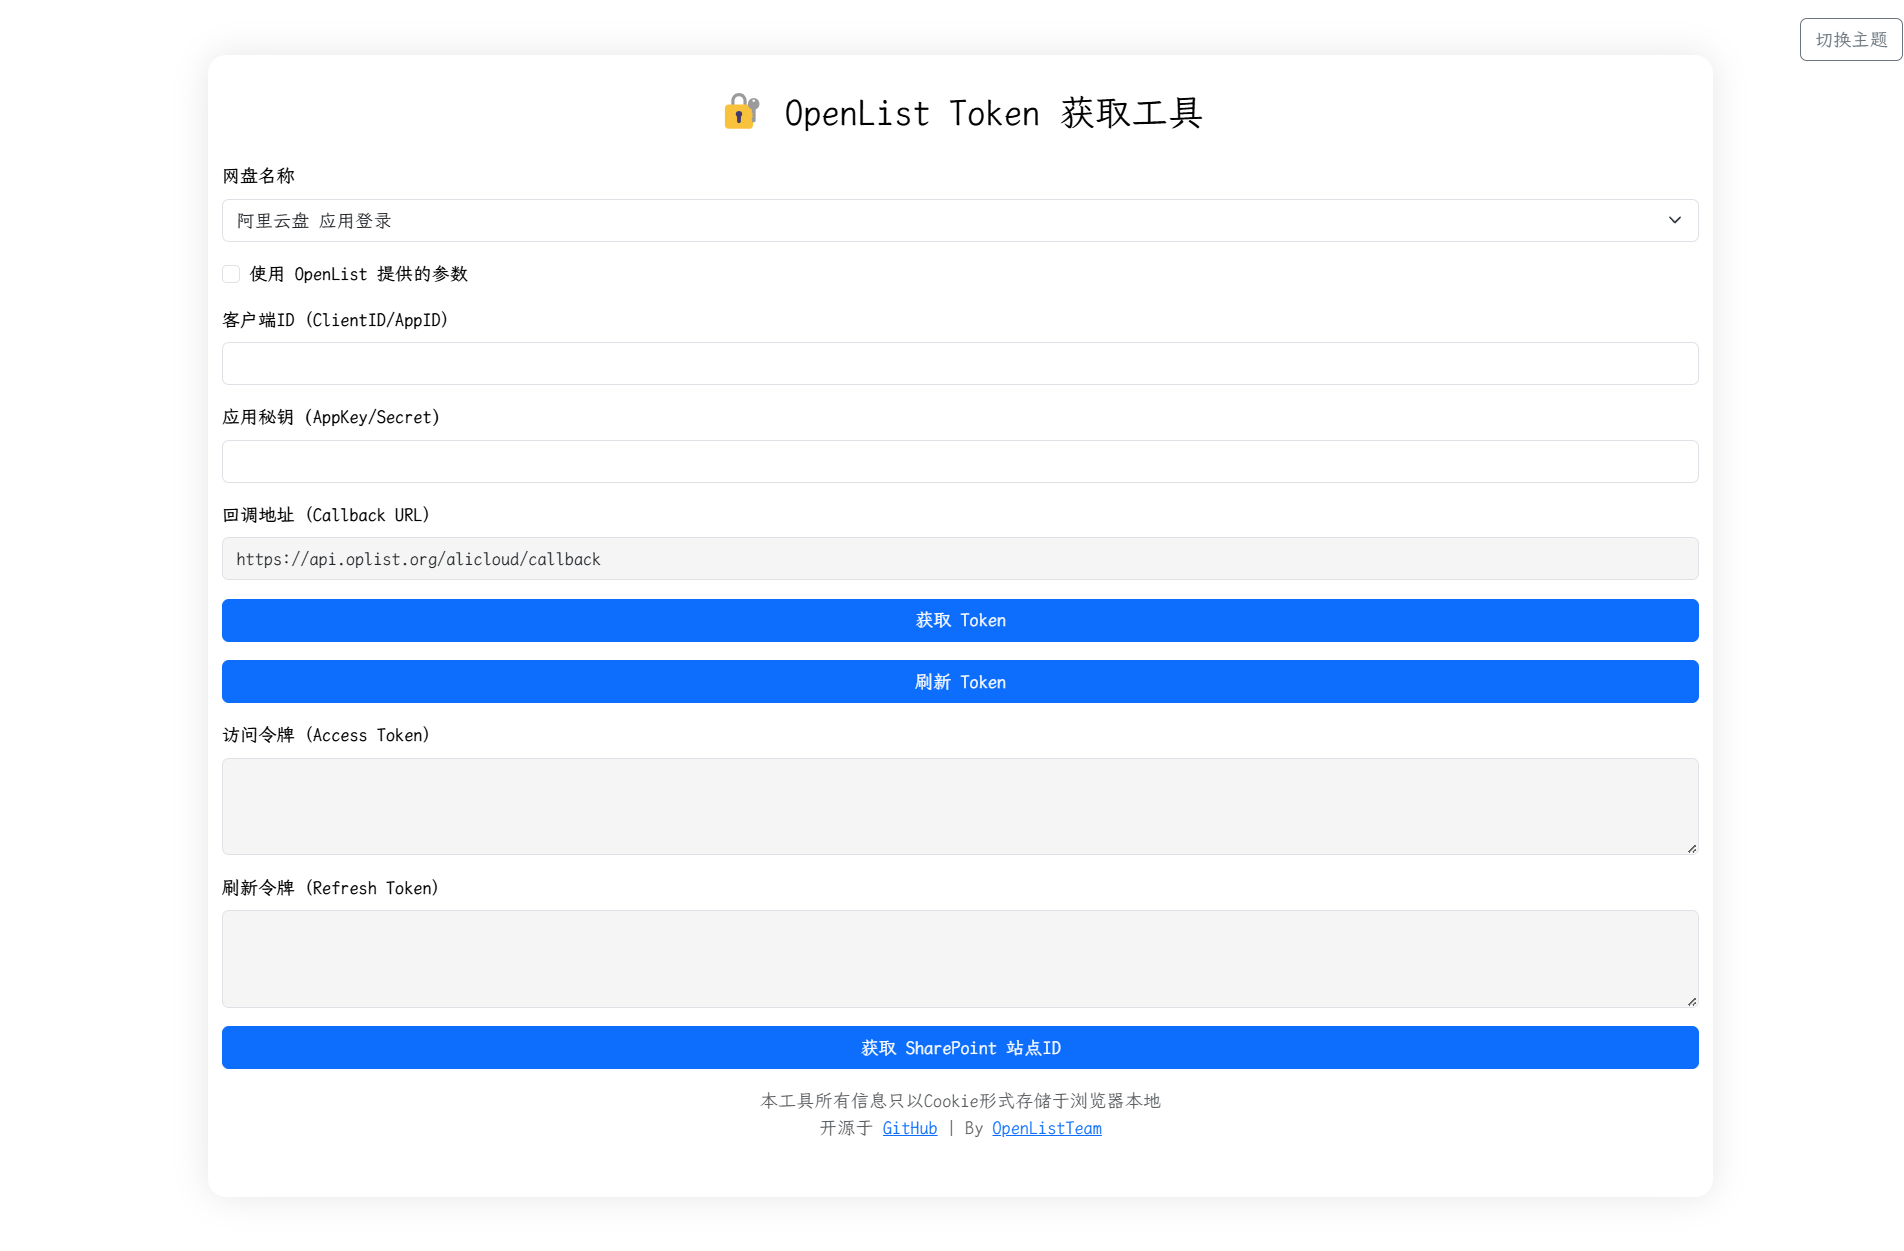 切换主题
🔐 OpenList Token 获取工具
网盘名称
阿里云盘 应用登录
使用 OpenList 提供的参数
客户端ID (ClientID/AppID)
应用秘钥 (AppKey/Secret)
回调地址 (Callback URL)
https://api.oplist.org/alicloud/callback
获取 Token
刷新 Token
访问令牌 (Access Token)
刷新令牌 (Refresh Token)
获取 SharePoint 站点ID
本工具所有信息只以Cookie形式存储于浏览器本地
开源于 GitHub | By OpenListTeam